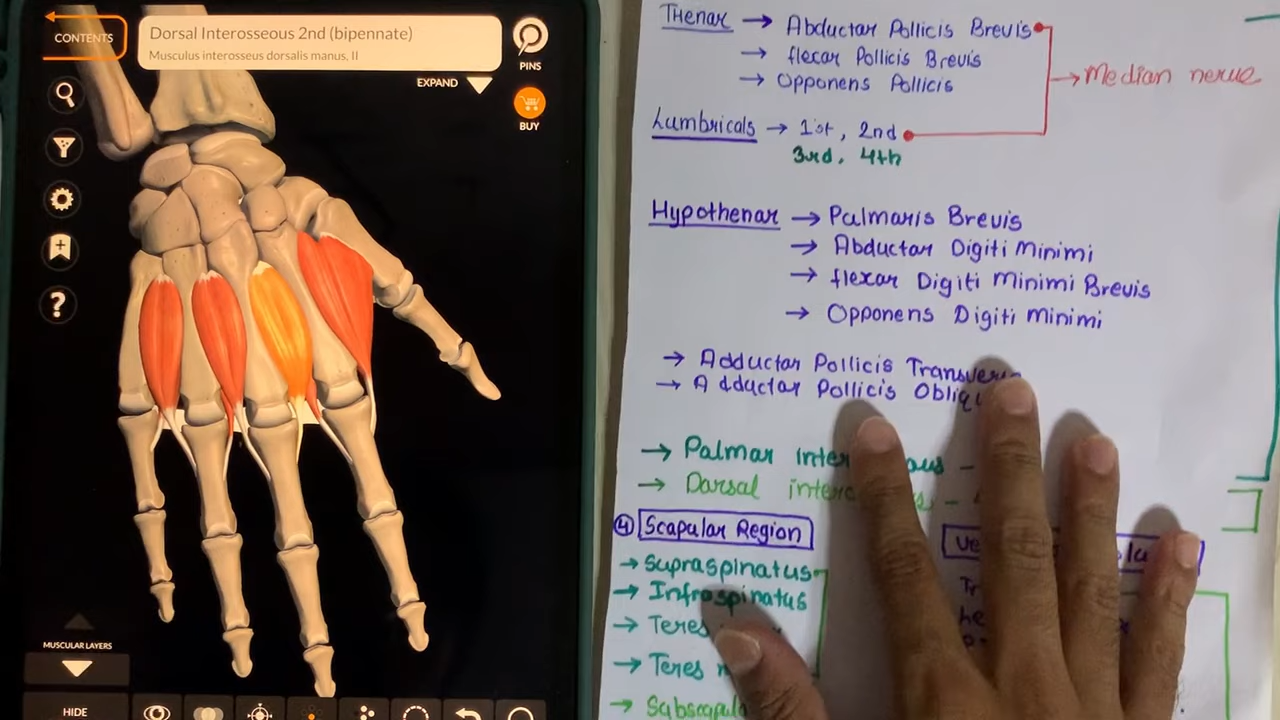 CONTENTS
Dorsal Interosseous 2nd (bipennate)
Musculus interosseus dorsalis manus, II
PINS
EXPAND
BUY
MUSCULAR LAYERS
HIDE
Thenar → Abductar Pollicis Brevis
→ flexar Pollicis Brevis
→ Opponens Pollicis
→ Median nerve
Lumbricals → 1st, 2nd
3rd, 4th
Hypothenar → Palmaris Brevis
→ Abductar Digiti Minimi
→ flexar Digiti Minimi Brevis
→ Opponens Digiti Minimi
→ Adductar Pollicis
→ Adductar Pollicis
→ Palmar
→ Darsal
④ Scapular Region
→ Supraspinatus
→ Infraspinatus
→ Teres
→ Teres
→